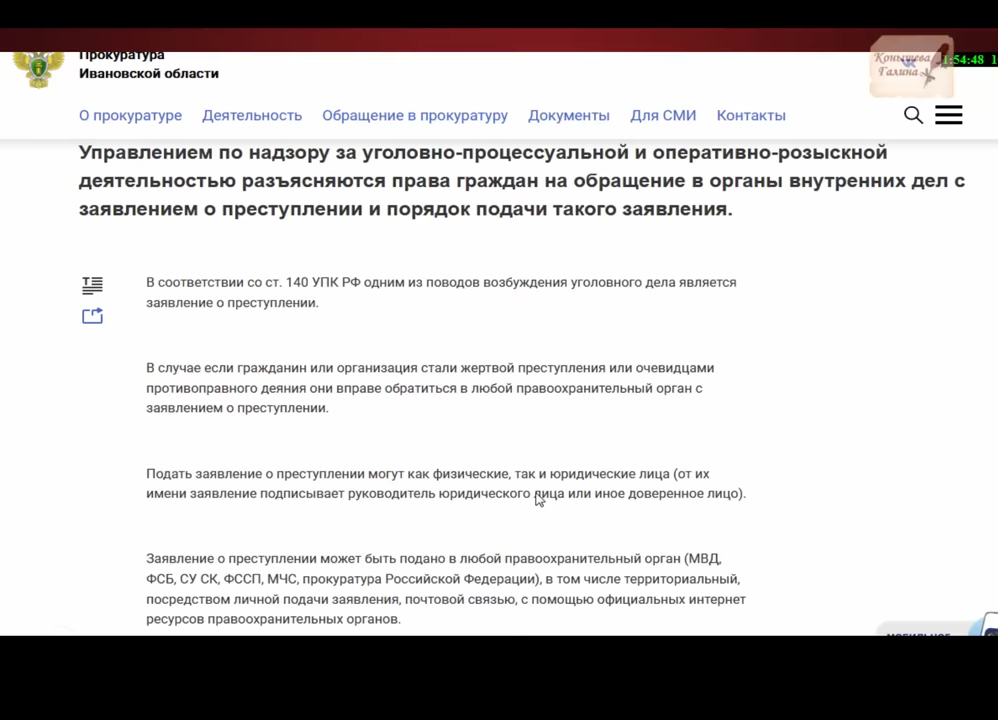 Прокуратура
Ивановской области
Конышева
Галина
1:54:48 1
О прокуратуре Деятельность Обращение в прокуратуру Документы Для СМИ Контакты
Управлением по надзору за уголовно-процессуальной и оперативно-розыскной
деятельностью разъясняются права граждан на обращение в органы внутренних дел с
заявлением о преступлении и порядок подачи такого заявления.
В соответствии со ст. 140 УПК РФ одним из поводов возбуждения уголовного дела является
заявление о преступлении.
В случае если гражданин или организация стали жертвой преступления или очевидцами
противоправного деяния они вправе обратиться в любой правоохранительный орган с
заявлением о преступлении.
Подать заявление о преступлении могут как физические, так и юридические лица (от их
имени заявление подписывает руководитель юридического лица или иное доверенное лицо).
Заявление о преступлении может быть подано в любой правоохранительный орган (МВД,
ФСБ, СУ СК, ФССП, МЧС, прокуратура Российской Федерации), в том числе территориальный,
посредством личной подачи заявления, почтовой связью, с помощью официальных интернет
ресурсов правоохранительных органов.